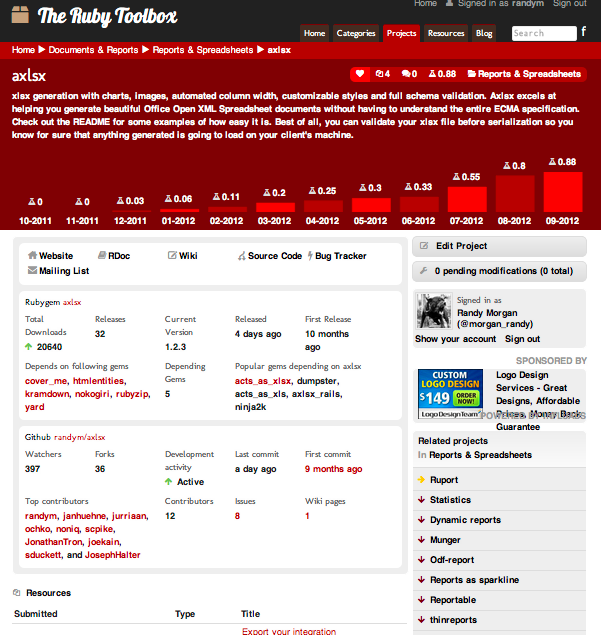 The Ruby Toolbox
Home Signed in as randym Sign out
Home Categories Projects Resources Blog Search f
Home ▶ Documents & Reports ▶ Reports & Spreadsheets ▶ axlsx
axlsx
4 0 0.88 Reports & Spreadsheets
xlsx generation with charts, images, automated column width, customizable styles and full schema validation. Axlsx excels at
helping you generate beautiful Office Open XML Spreadsheet documents without having to understand the entire ECMA specification.
Check out the README for some examples of how easy it is. Best of all, you can validate your xlsx file before serialization so you
know for sure that anything generated is going to load on your client's machine.
0 0 0.03 0.06 0.11 0.2 0.25 0.3 0.33 0.55 0.8 0.88
10-2011 11-2011 12-2011 01-2012 02-2012 03-2012 04-2012 05-2012 06-2012 07-2012 08-2012 09-2012
Website RDoc Wiki Source Code Bug Tracker
Mailing List
Rubygem axlsx
Total Downloads
20640
Releases
32
Current Version
1.2.3
Released
4 days ago
First Release
10 months ago
Depends on following gems
cover_me, htmlentities,
kramdown, nokogiri, rubyzip,
yard
Depending Gems
5
Popular gems depending on axlsx
acts_as_xlsx, dumpster,
acts_as_xls, axlsx_rails,
ninja2k
Github randym/axlsx
Watchers
397
Forks
36
Development activity
Active
Last commit
a day ago
First commit
9 months ago
Top contributors
randym, janhuehne, jurriaan,
ochko, noniq, scpike,
JonathanTron, joekain,
sduckett, and JosephHalter
Contributors
12
Issues
8
Wiki pages
1
Resources
Submitted Type Title
Export your integration
Edit Project
0 pending modifications (0 total)
Signed in as
Randy Morgan
(@morgan_randy)
Show your account Sign out
SPONSORED BY
CUSTOM
LOGO DESIGN
$149 ORDER NOW!
LogoDesignTeam
Logo Design
Services - Great
Designs, Affordable
Prices, Money Back
Guarantee
POWERED BY
Related projects
In Reports & Spreadsheets
Ruport
Statistics
Dynamic reports
Munger
Odf-report
Reports as sparkline
Reportable
thinreports